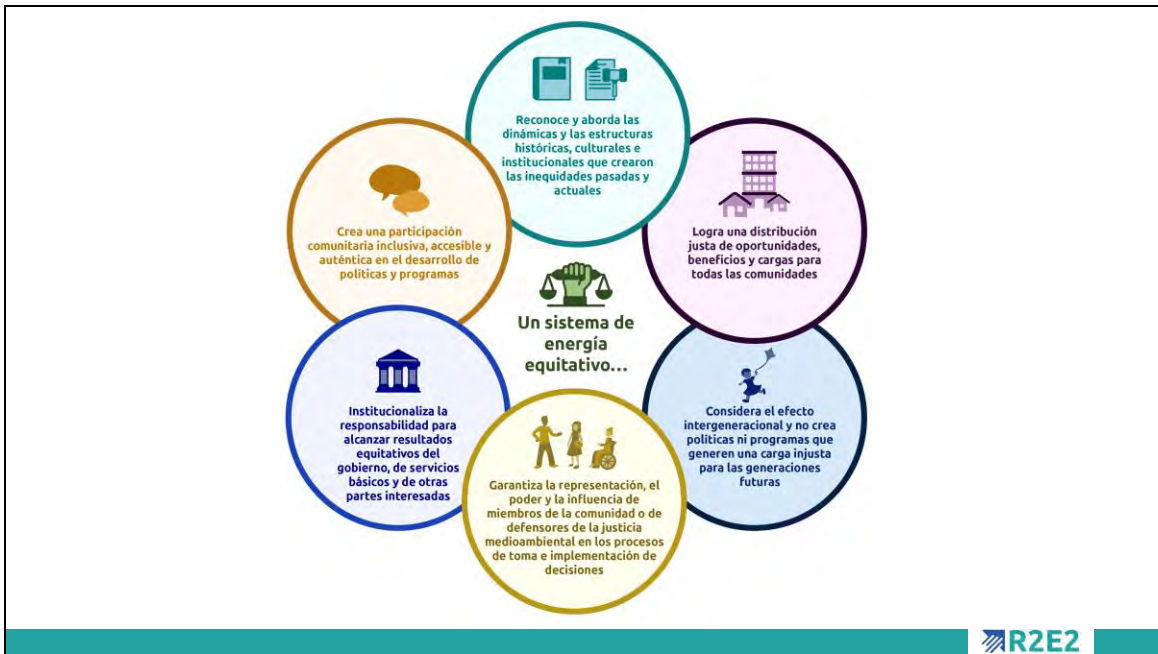 Reconoce y aborda las
dinámicas y las estructuras
históricas, culturales e
institucionales que crearon
las inequidades pasadas y
actuales
Logra una distribución
justa de oportunidades,
beneficios y cargas para
todas las comunidades
Considera el efecto
intergeneracional y no crea
políticas ni programas que
generen una carga injusta
para las generaciones
futuras
Garantiza la representación, el
poder y la influencia de
miembros de la comunidad o de
defensores de la justicia
medioambiental en los procesos
de toma e implementación de
decisiones
Institucionaliza la
responsabilidad para
alcanzar resultados
equitativos del
gobierno, de servicios
básicos y de otras
partes interesadas
Crea una participación
comunitaria inclusiva, accesible y
auténtica en el desarrollo de
políticas y programas
Un sistema de
energía
equitativo...
R2E2